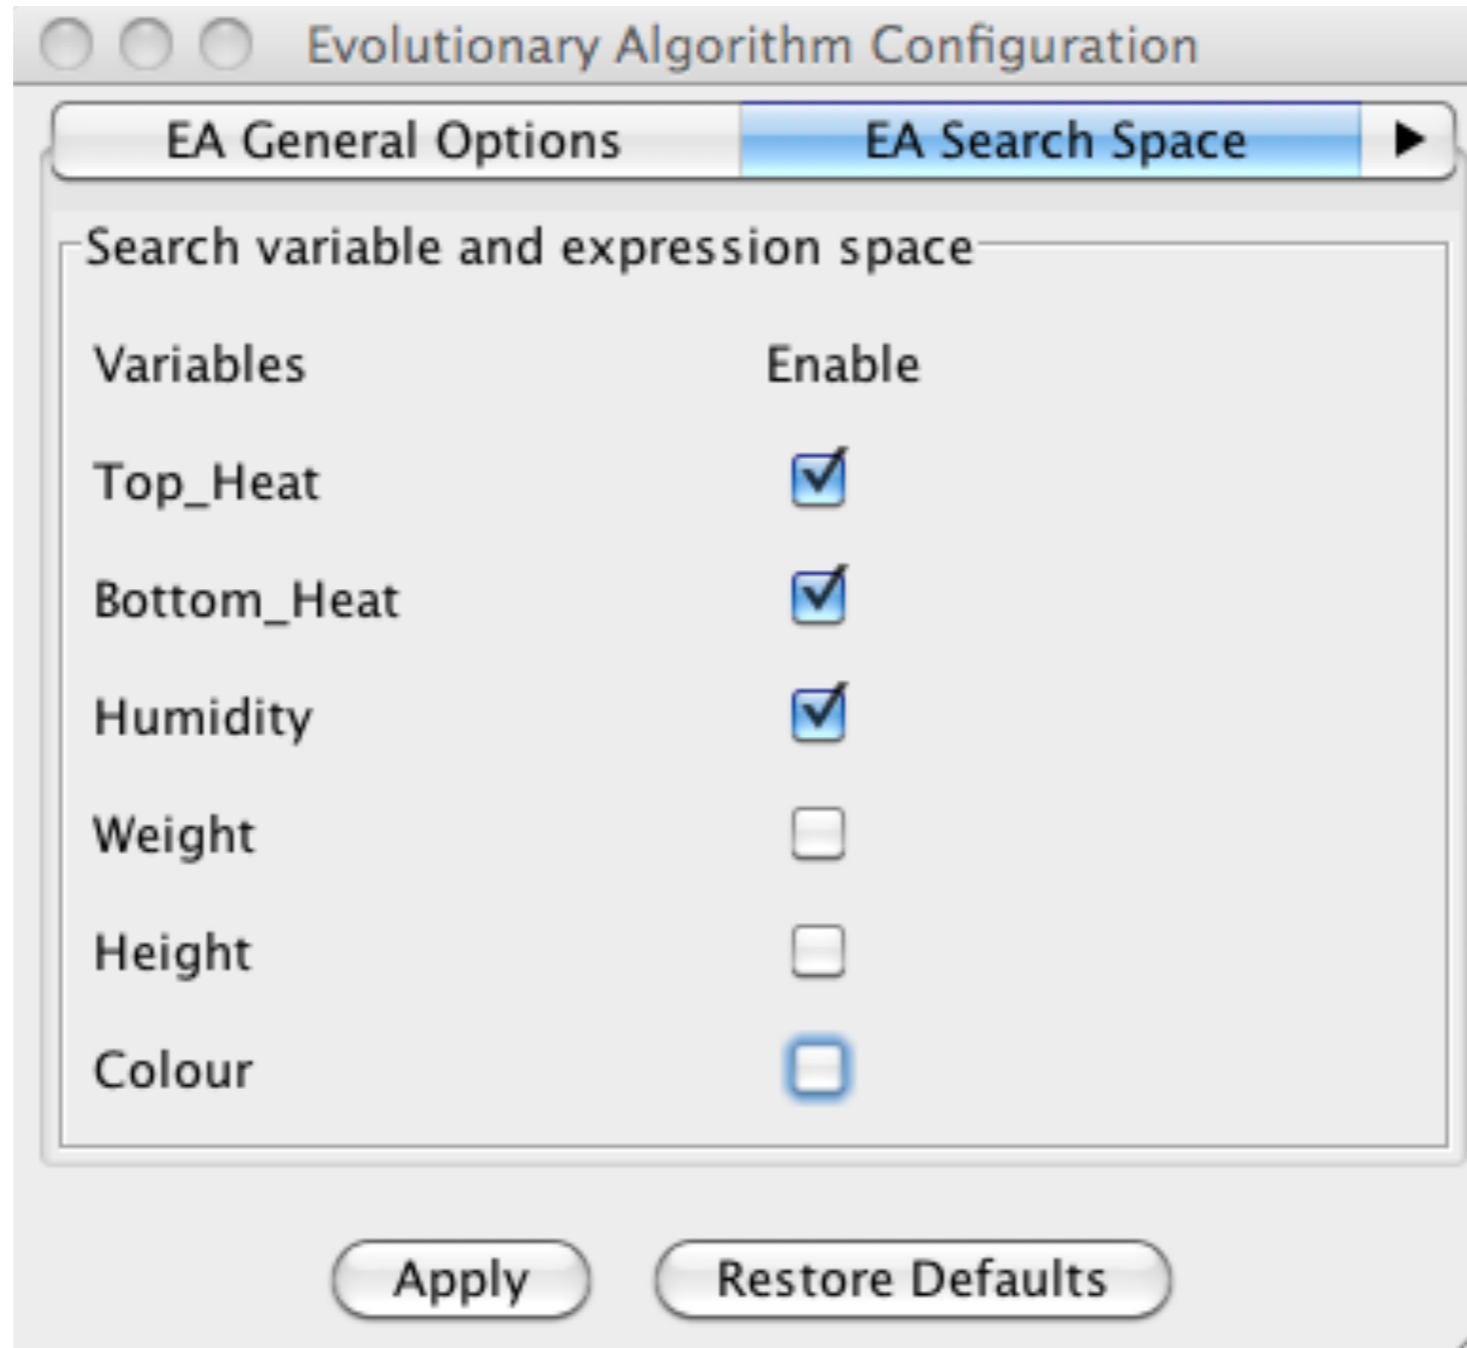 Evolutionary Algorithm Configuration
EA General Options EA Search Space
Search variable and expression space
Variables Enable
Top_Heat
Bottom_Heat
Humidity
Weight
Height
Colour
Apply Restore Defaults